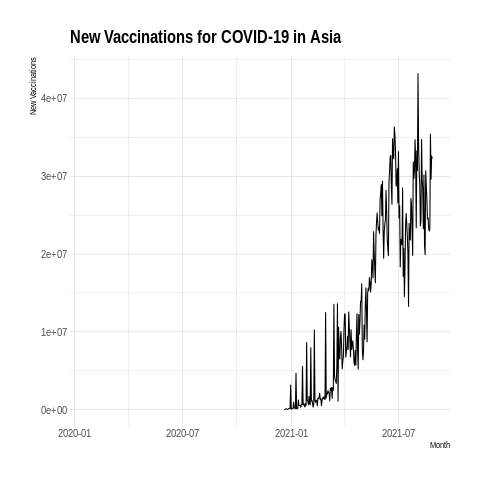 New Vaccinations for COVID-19 in Asia
New Vaccinations
4e+07
3e+07
2e+07
1e+07
0e+00
2020-01
2020-07
2021-01
2021-07
Month